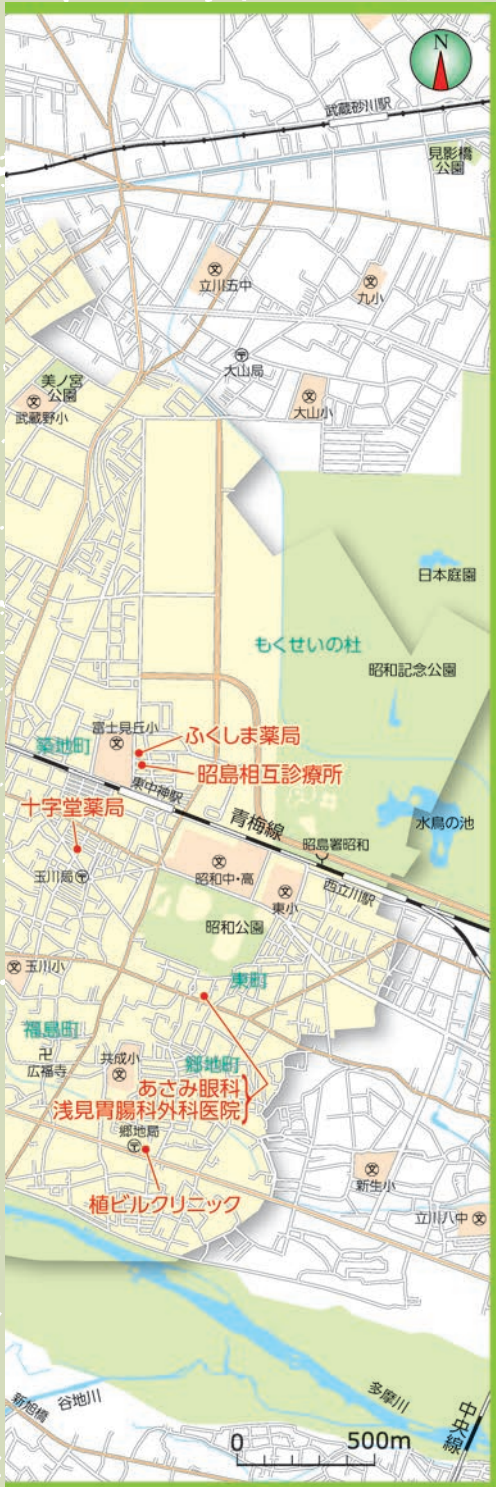 N
武蔵砂川駅
見影橋
公園
立川五中
九小
大山局
美ノ宮
公園
大山小
武蔵野小
日本庭園
もくせいの杜
昭和記念公園
富士見丘小
ふくしま薬局
築地町
昭島相互診療所
東中神駅
十字堂薬局
青梅線
水鳥の池
昭島署昭和
玉川局
昭和中・高
西立川駅
東小
昭和公園
玉川小
東町
福島町
広福寺
共成小
郷地町
あさみ眼科
浅見胃腸科外科医院
郷地局
新生小
植ビルクリニック
立川八中
多摩川
新旭橋
谷地川
中央線
0 500m